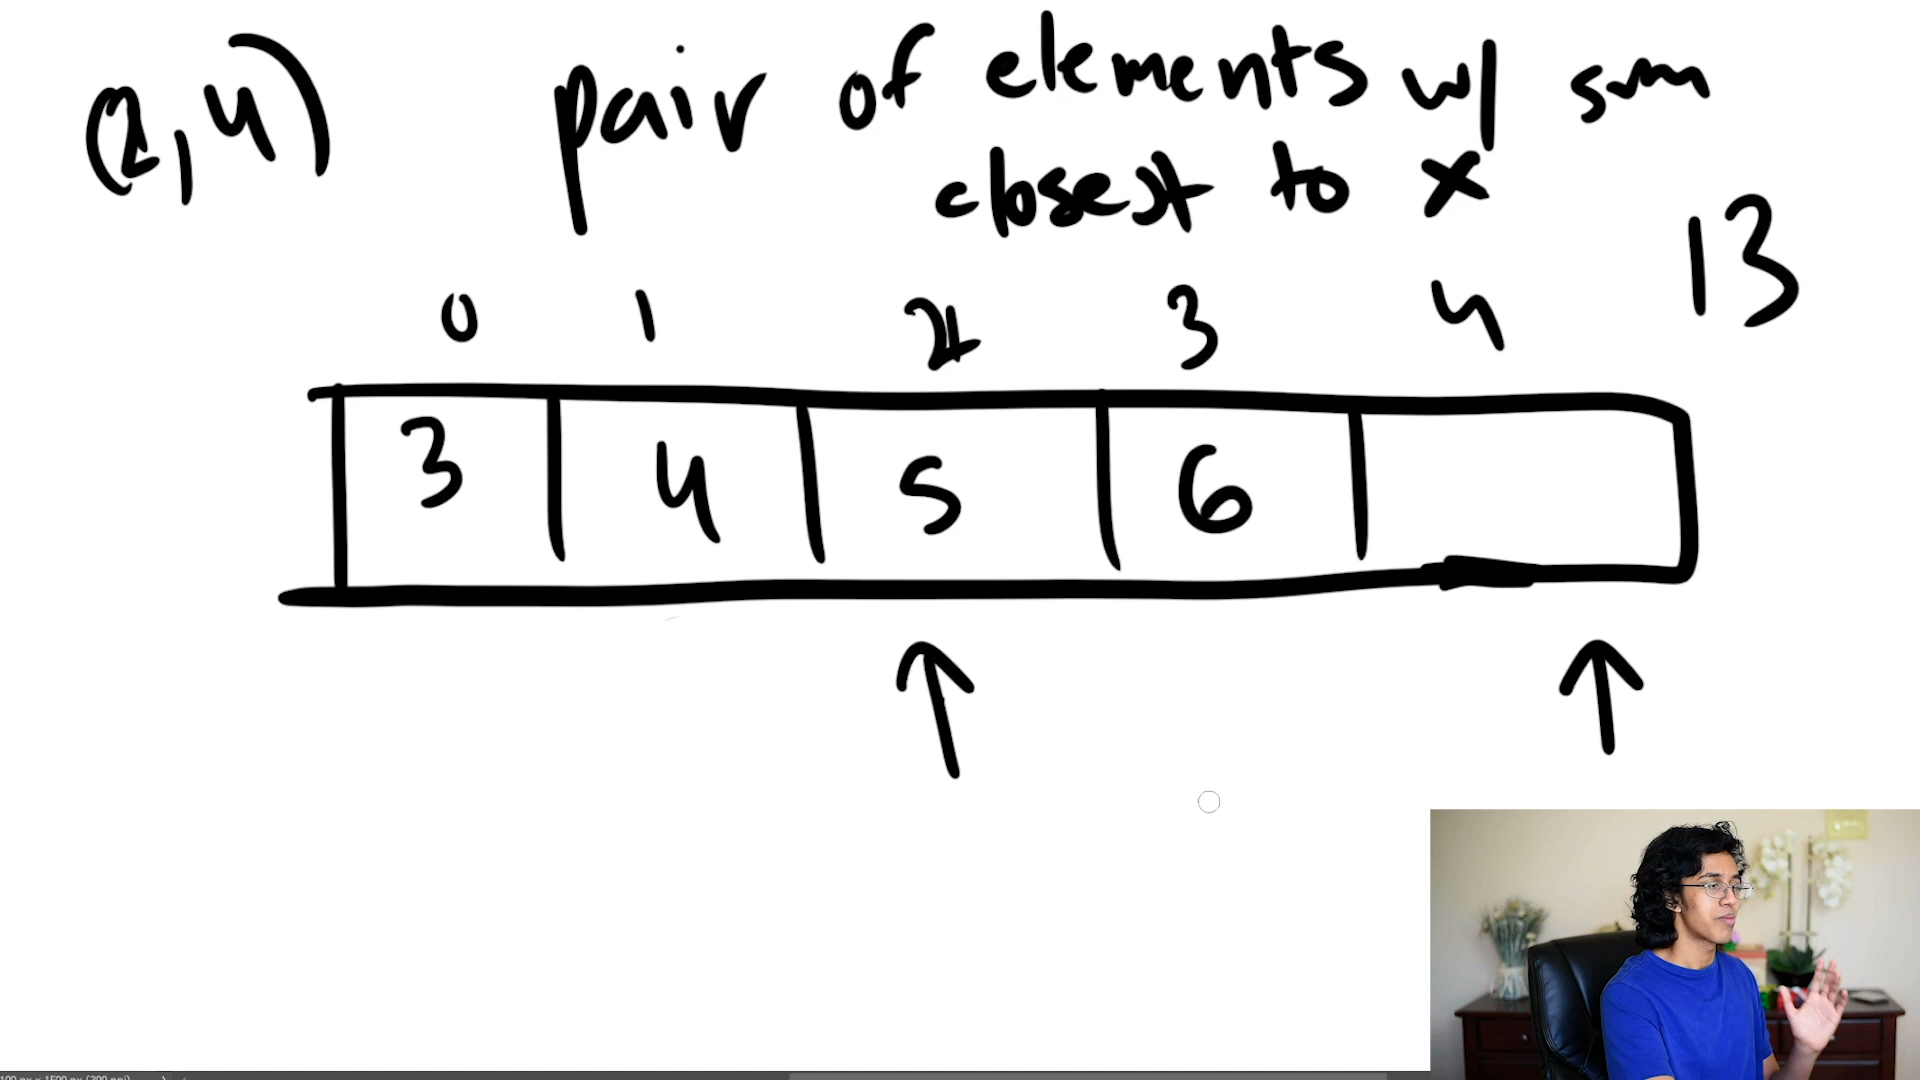 (2,4) pair of elements w/ sum
closest to x
13
0 1 2 3 4
3 4 5 6